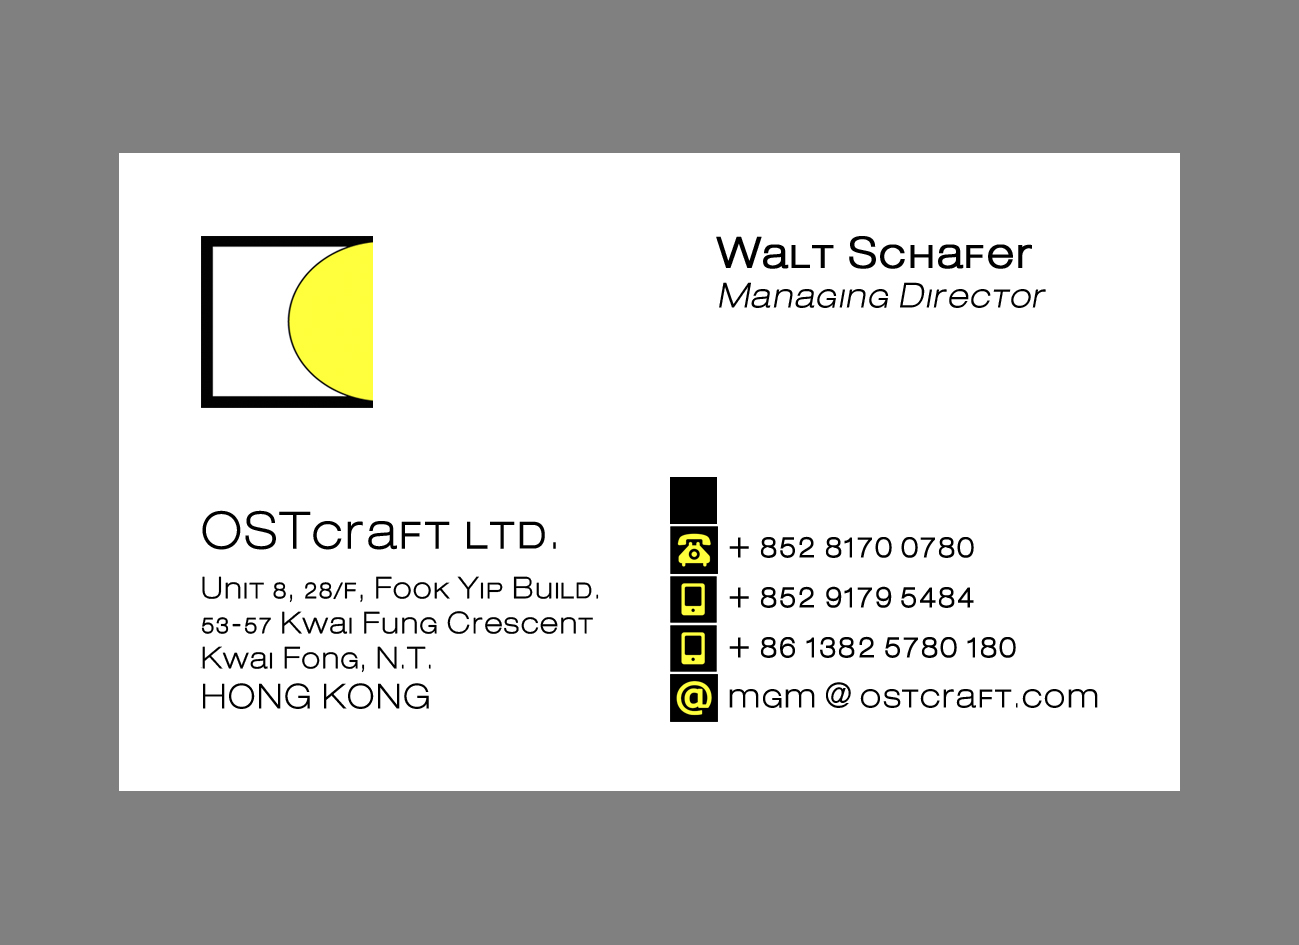 Walt Schafer
Managing Director
OSTcraft LTD.
Unit 8, 28/F, Fook Yip Build.
53-57 Kwai Fung Crescent
Kwai Fong, N.T.
HONG KONG
+ 852 8170 0780
+ 852 9179 5484
+ 86 1382 5780 180
@ mgm @ ostcraft.com